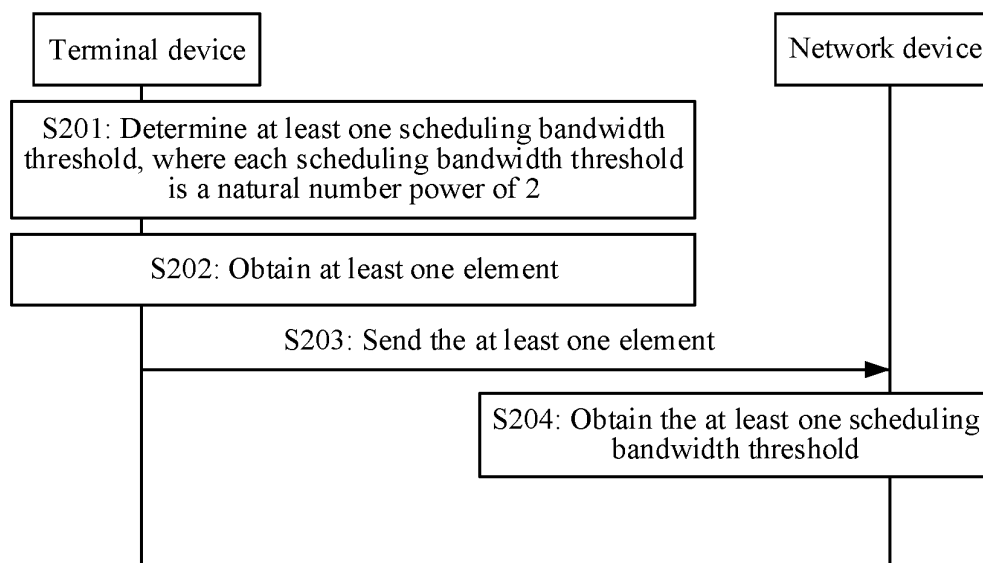 Terminal device
Network device
S201: Determine at least one scheduling bandwidth
threshold, where each scheduling bandwidth threshold
is a natural number power of 2
S202: Obtain at least one element
S203: Send the at least one element
S204: Obtain the at least one scheduling
bandwidth threshold